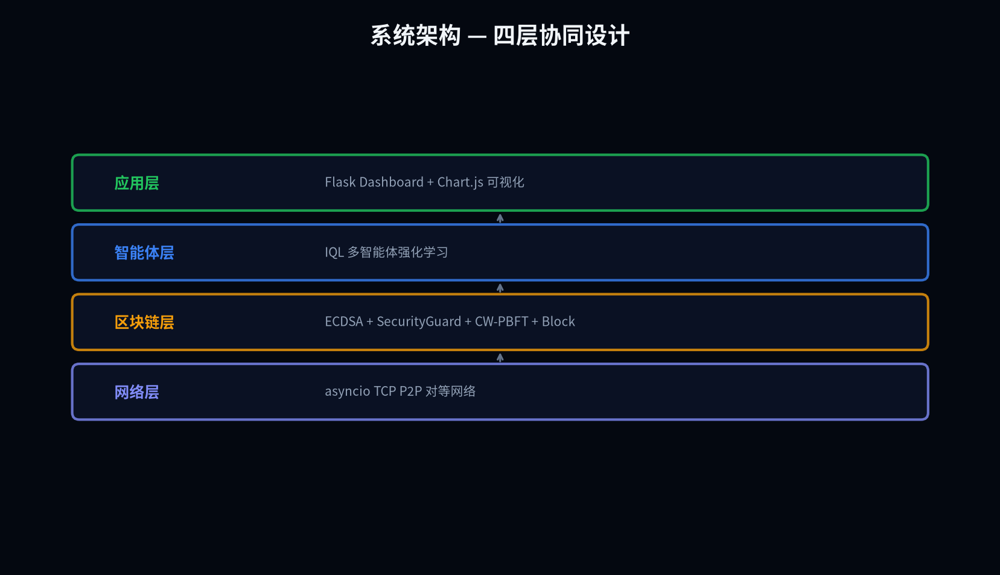 系统架构 — 四层协同设计
应用层
Flask Dashboard + Chart.js 可视化
智能体层
IQL 多智能体强化学习
区块链层
ECDSA + SecurityGuard + CW-PBFT + Block
网络层
asyncio TCP P2P 对等网络